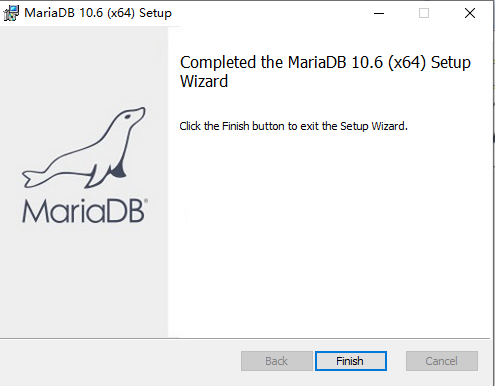 MariaDB 10.6 (x64) Setup
Completed the MariaDB 10.6 (x64) Setup
Wizard
Click the Finish button to exit the Setup Wizard.
MariaDB®
Back
Finish
Cancel